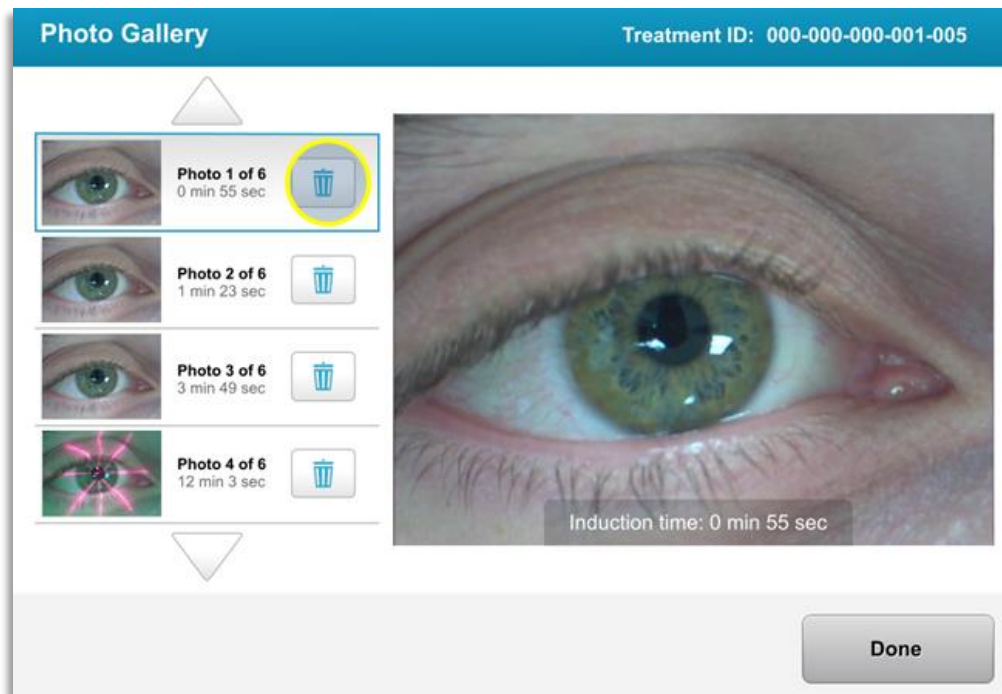 Photo Gallery
Treatment ID: 000-000-000-001-005
Photo 1 of 6
0 min 55 sec
Photo 2 of 6
1 min 23 sec
Photo 3 of 6
3 min 49 sec
Photo 4 of 6
12 min 3 sec
Induction time: 0 min 55 sec
Done